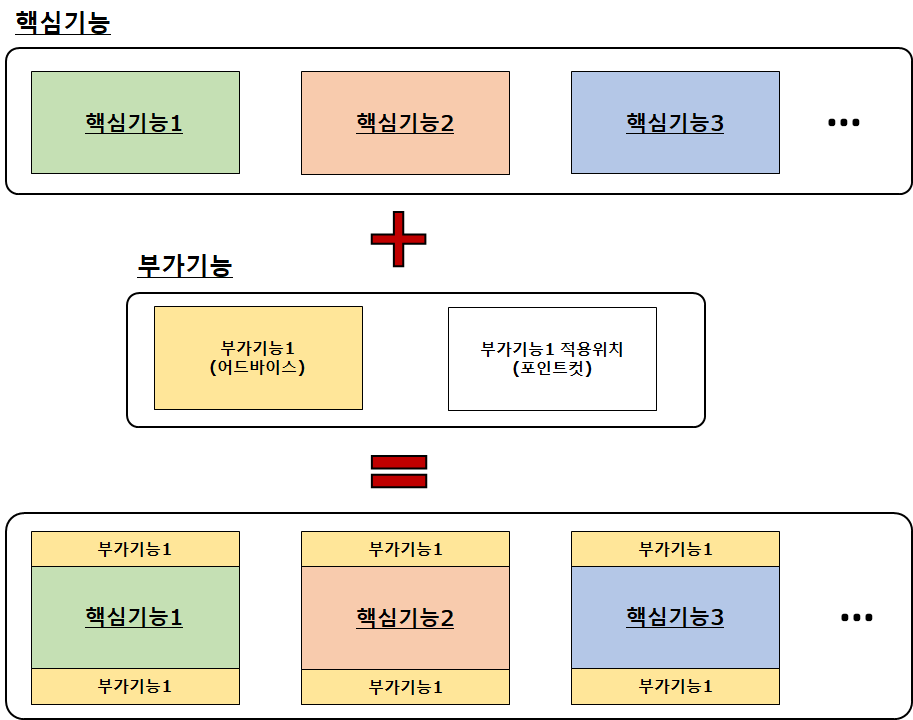 핵심기능
핵심기능1
핵심기능2
핵심기능3
...
부가기능
부가기능1
(어드바이스)
부가기능1 적용위치
(포인트컷)
부가기능1
부가기능1
부가기능1
핵심기능1
핵심기능2
핵심기능3
...
부가기능1
부가기능1
부가기능1